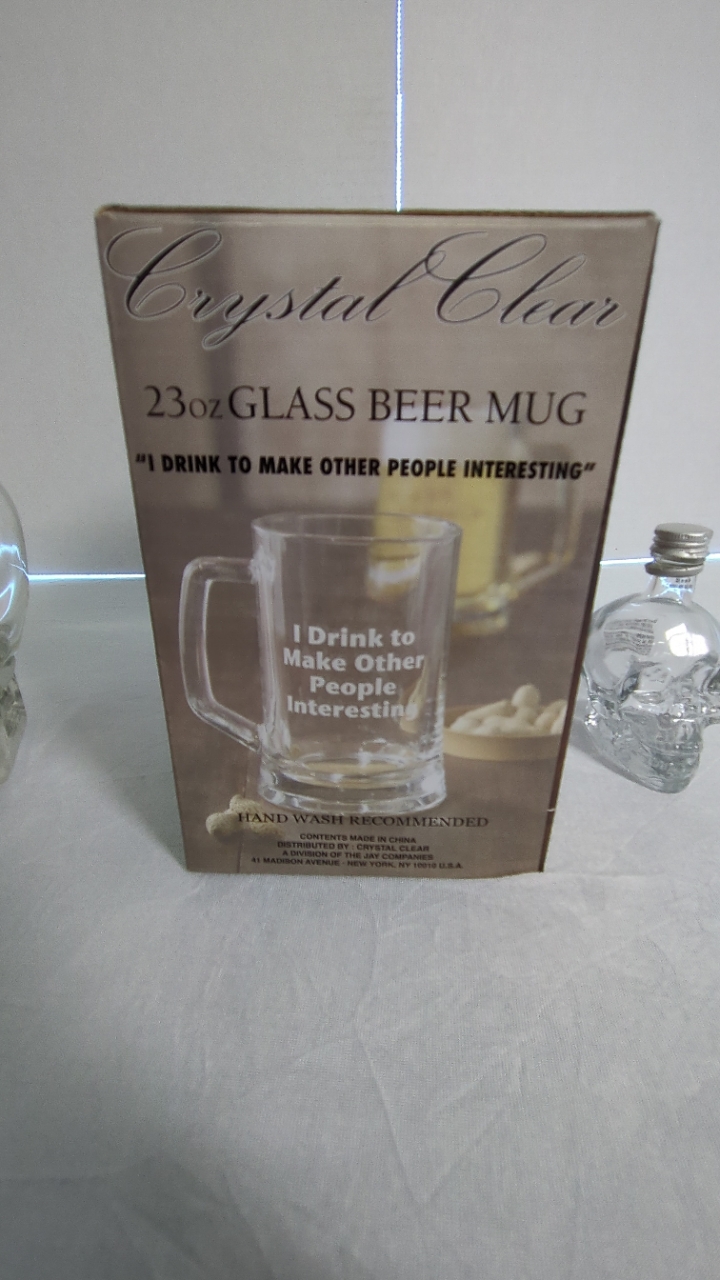 Crystal Clear
23oz GLASS BEER MUG
"I DRINK TO MAKE OTHER PEOPLE INTERESTING"
I Drink to
Make Other
People
Interesting
HAND WASH RECOMMENDED
CONTENTS MADE IN CHINA
DISTRIBUTED BY : CRYSTAL CLEAR
A DIVISION OF THE JAY COMPANIES
41 MADISON AVENUE - NEW YORK, NY 10010 U.S.A.